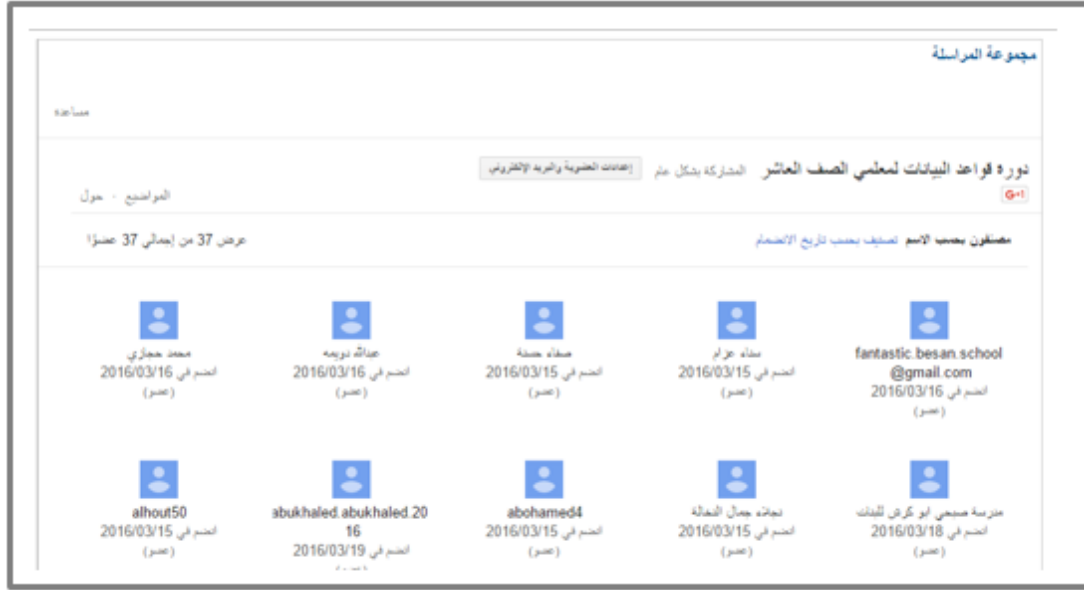 مجموعة المراسلة
مساعدة
دورة قواعد البيانات لمعلمي الصف العاشر المشاركة بشكل عام إعدادات العضوية والبريد الإلكتروني
G+1
المواضيع - حول
مصنفون بحسب الاسم تصنيف بحسب تاريخ الانضمام عرض 37 من إجمالي 37 عضوًا
fantastic.besan.school سناء عزام صفاء حسنة عبدالله دويمه محمد حجازي
@gmail.com انضم في 2016/03/15 انضم في 2016/03/15 انضم في 2016/03/16 انضم في 2016/03/16
انضم في 2016/03/16 (عضو) (عضو) (عضو) (عضو)
(عضو)
مدرسة صبحي ابو كرش للبنات نجلاء جمال النخالة abohamed4 abukhaled.abukhaled.20 alhout50
انضم في 2016/03/18 انضم في 2016/03/15 انضم في 2016/03/15 16 انضم في 2016/03/15
(عضو) (عضو) (عضو) انضم في 2016/03/19 (عضو)